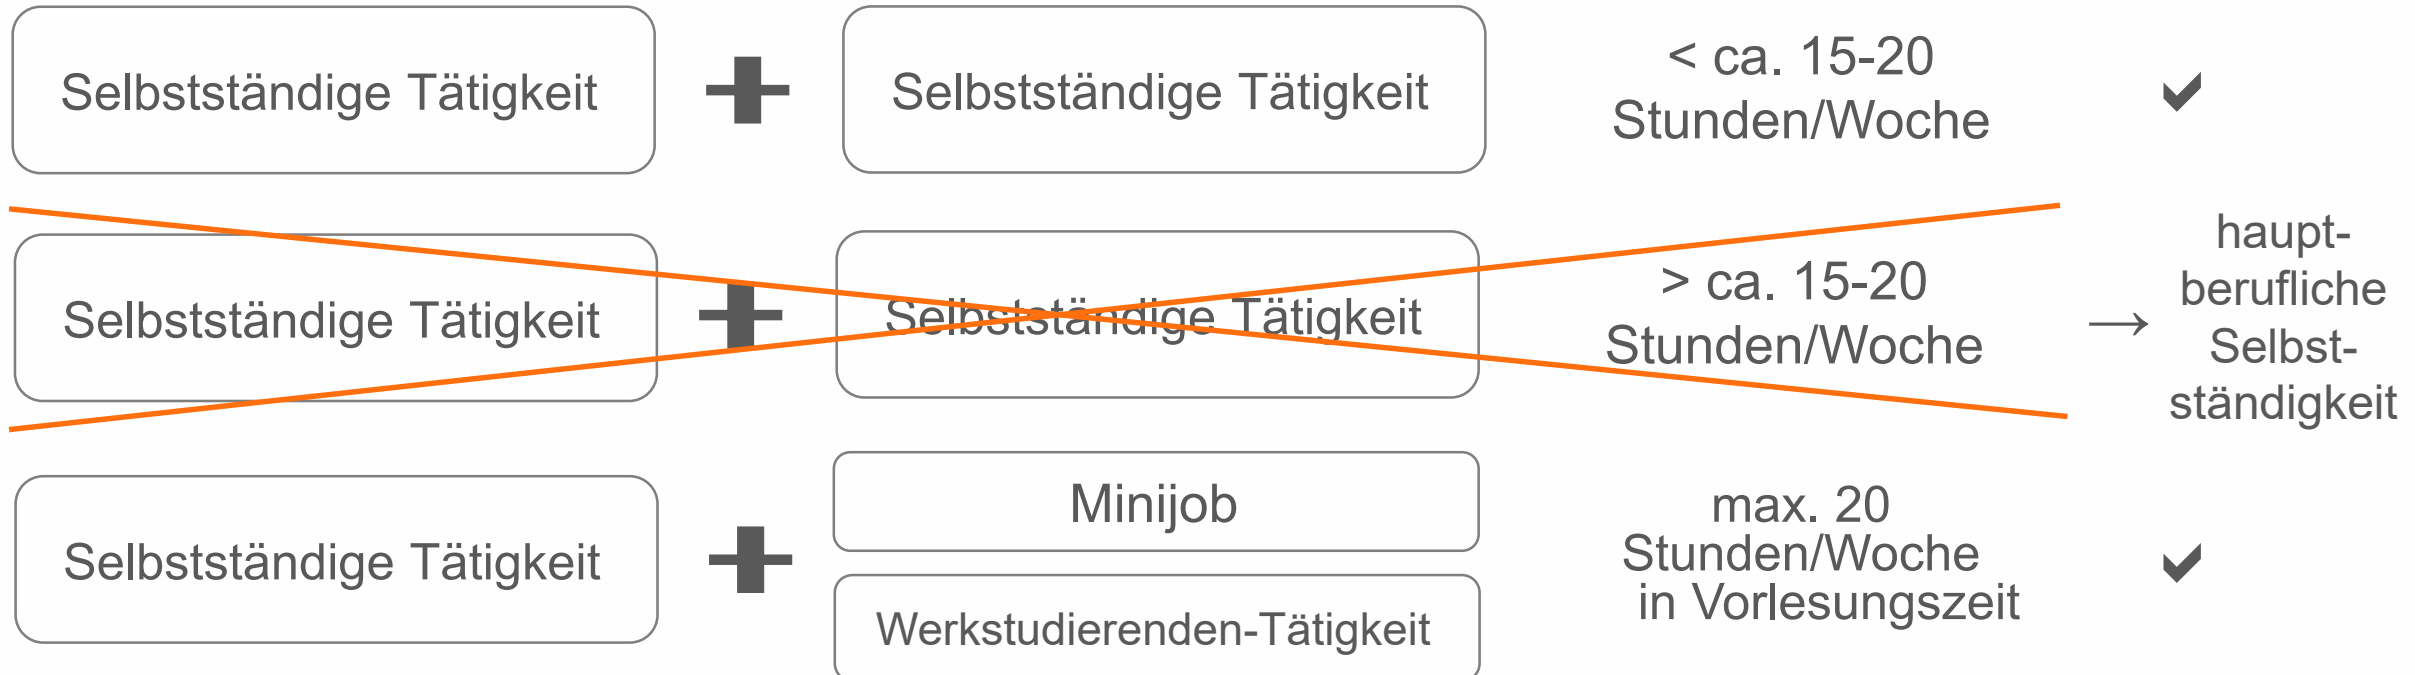 Selbstständige Tätigkeit
Selbstständige Tätigkeit
< ca. 15-20
Stunden/Woche
Selbstständige Tätigkeit
Selbstständige Tätigkeit
> ca. 15-20
Stunden/Woche
→
haupt-
berufliche
Selbst-
ständigkeit
Selbstständige Tätigkeit
Minijob
Werkstudierenden-Tätigkeit
max. 20
Stunden/Woche
in Vorlesungszeit